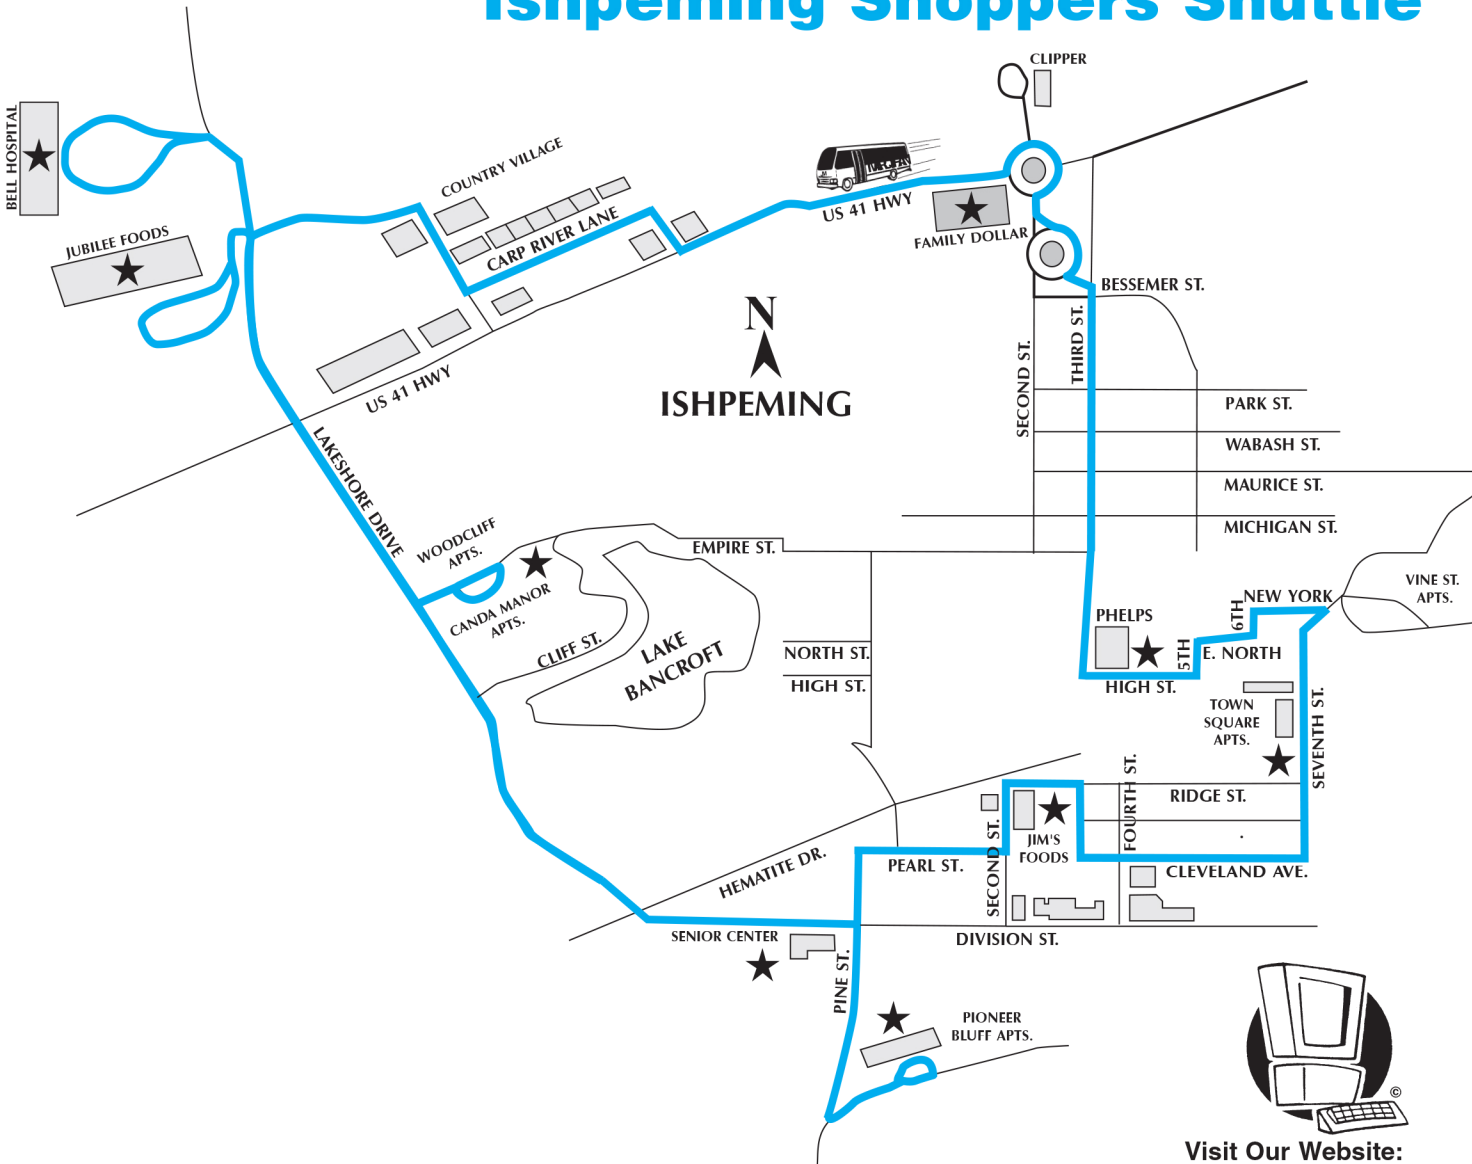 Ishpeming Shoppers Shuttle
CLIPPER
BELL HOSPITAL
COUNTRY VILLAGE
JUBILEE FOODS
CARP RIVER LANE
US 41 HWY
FAMILY DOLLAR
BESSEMER ST.
N
ISHPEMING
SECOND ST.
THIRD ST.
US 41 HWY
PARK ST.
WABASH ST.
MAURICE ST.
MICHIGAN ST.
LAKESHORE DRIVE
WOODCLIFF
APTS.
EMPIRE ST.
CANDA MANOR
APTS.
CLIFF ST.
LAKE
BANCROFT
NORTH ST.
HIGH ST.
PHELPS
HIGH ST.
5TH
E. NORTH
6TH
NEW YORK
VINE ST.
APTS.
TOWN
SQUARE
APTS.
SEVENTH ST.
RIDGE ST.
FOURTH ST.
JIM'S
FOODS
SECOND ST.
PEARL ST.
CLEVELAND AVE.
HEMATITE DR.
SENIOR CENTER
DIVISION ST.
PINE ST.
PIONEER
BLUFF APTS.
©
Visit Our Website: